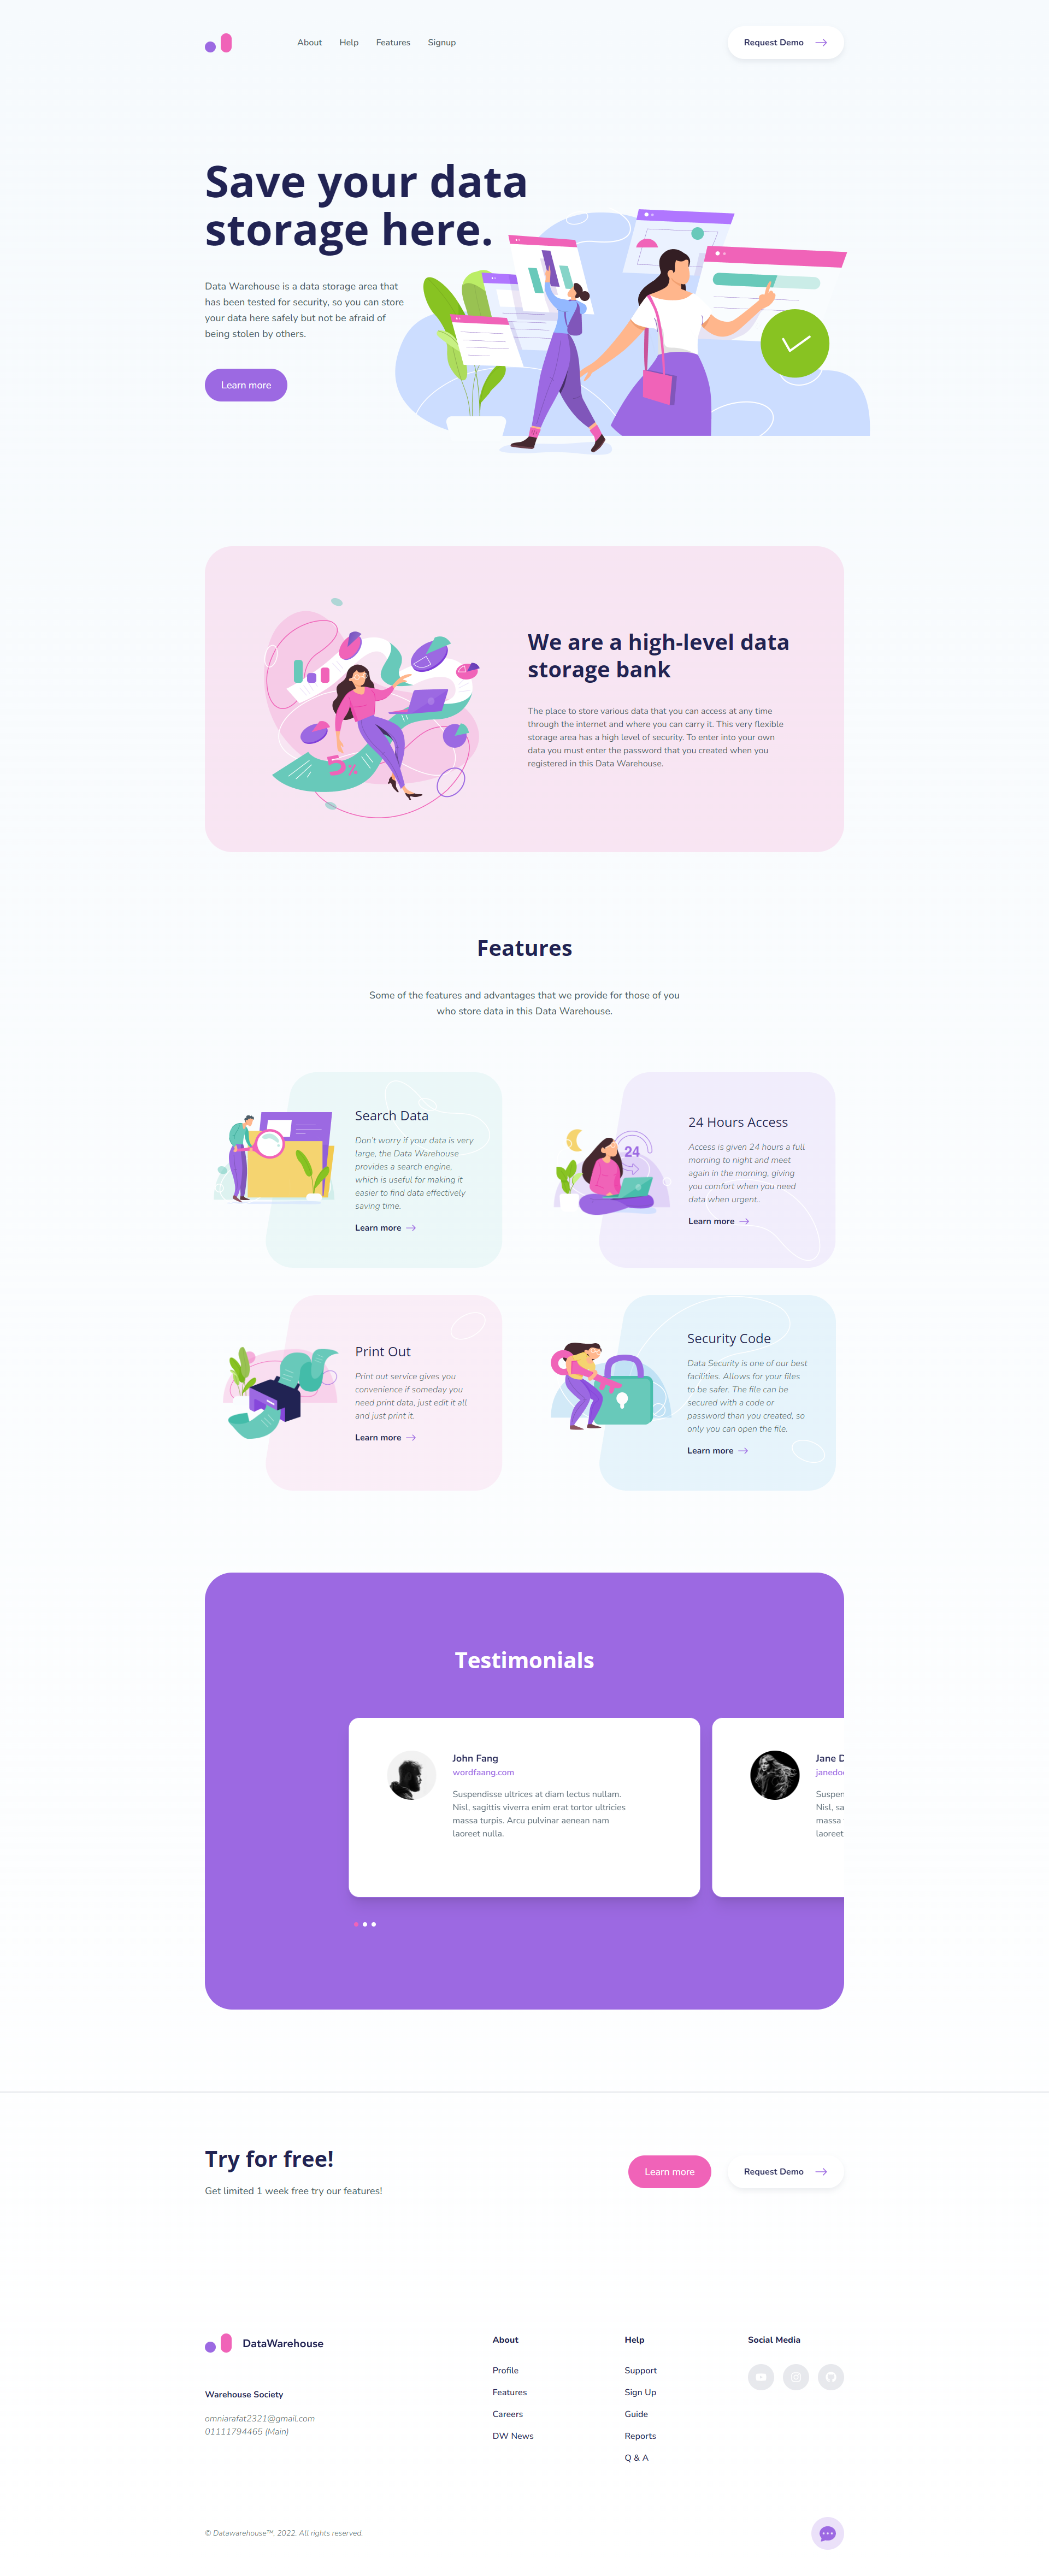 About Help Features Signup
Request Demo
Save your data
storage here.
Data Warehouse is a data storage area that
has been tested for security, so you can store
your data here safely but not be afraid of
being stolen by others.
Learn more
5%
We are a high-level data
storage bank
The place to store various data that you can access at any time
through the internet and where you can carry it. This very flexible
storage area has a high level of security. To enter into your own
data you must enter the password that you created when you
registered in this Data Warehouse.
Features
Some of the features and advantages that we provide for those of you
who store data in this Data Warehouse.
Search Data
Don't worry if your data is very
large, the Data Warehouse
provides a search engine,
which is useful for making it
easier to find data effectively
saving time.
Learn more
24
24 Hours Access
Access is given 24 hours a full
morning to night and meet
again in the morning, giving
you comfort when you need
data when urgent..
Learn more
Print Out
Print out service gives you
convenience if someday you
need print data, just edit it all
and just print it.
Learn more
Security Code
Data Security is one of our best
facilities. Allows for your files
to be safer. The file can be
secured with a code or
password than you created, so
only you can open the file.
Learn more
Testimonials
John Fang
wordfaang.com
Suspendisse ultrices at diam lectus nullam.
Nisl, sagittis viverra enim erat tortor ultricies
massa turpis. Arcu pulvinar aenean nam
laoreet nulla.
Jane D
janedo
Suspen
Nisl, sa
massa
laoreet
Try for free!
Get limited 1 week free try our features!
Learn more
Request Demo
DataWarehouse
Warehouse Society
omniarafat2321@gmail.com
01111794465 (Main)
About
Profile
Features
Careers
DW News
Help
Support
Sign Up
Guide
Reports
Q & A
Social Media
© Datawarehouse™, 2022. All rights reserved.